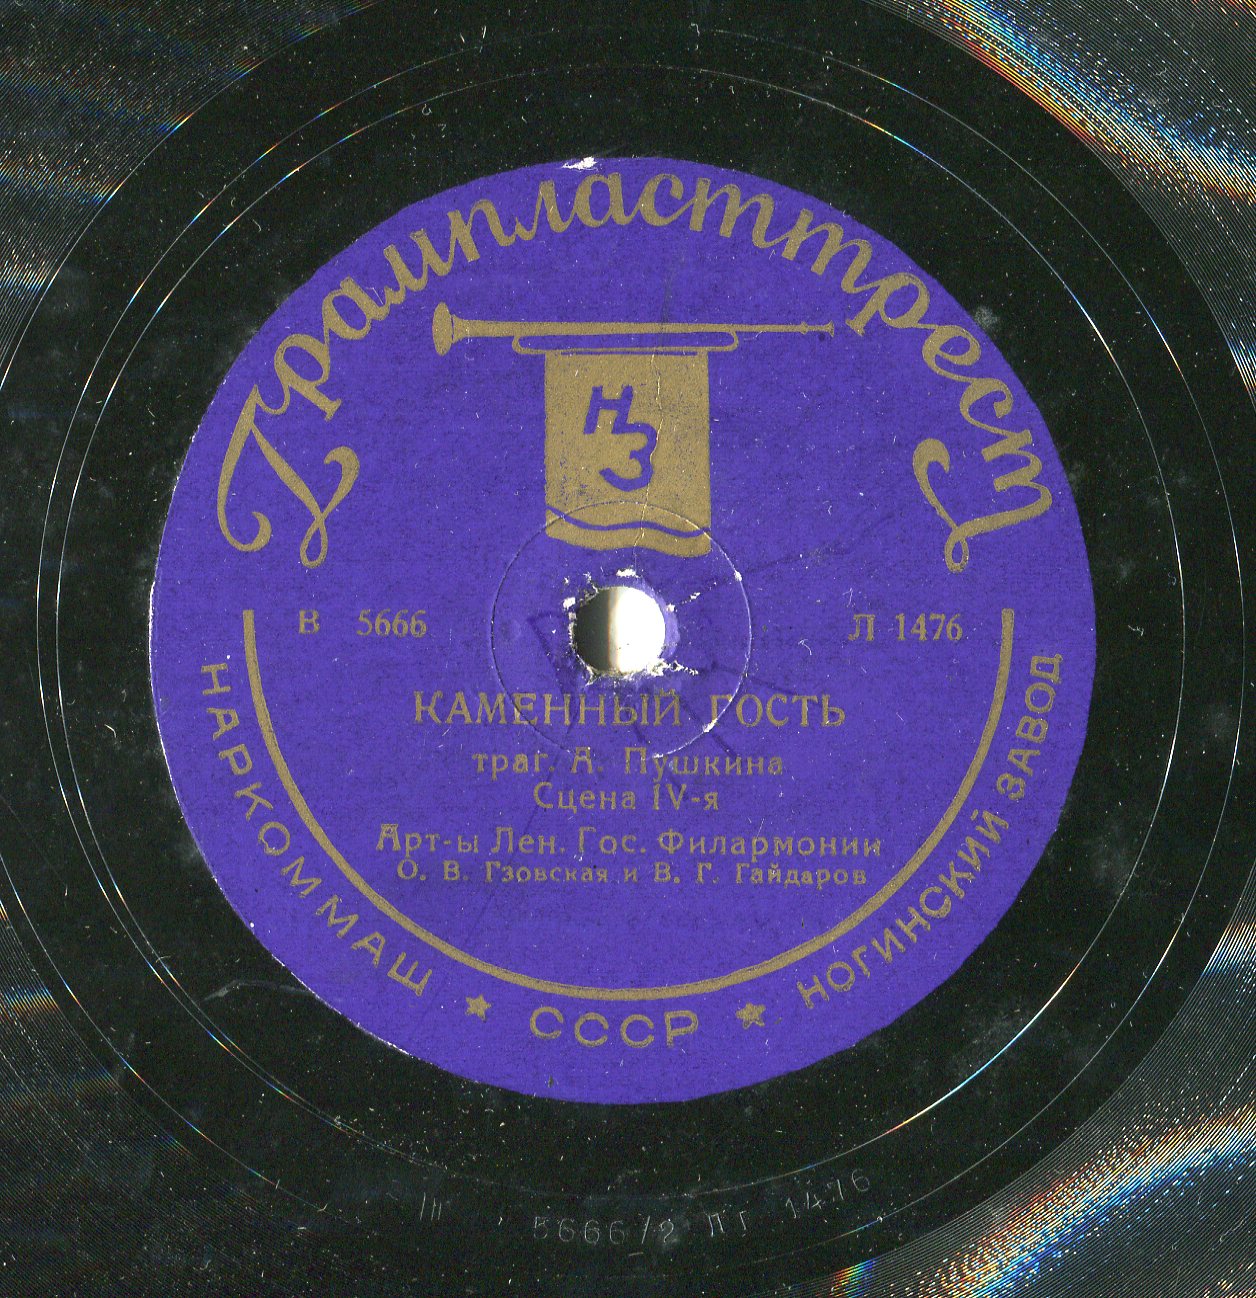 Грампласттрест
НЗ
В 5666
Л 1476
КАМЕННЫЙ ГОСТЬ
траг. А. Пушкина
Сцена IV-я
Арт-ы Лен. Гос. Филармонии
О. В. Гзовская и В. Г. Гайдаров
НАРКОММАШ ★ СССР ★ НОГИНСКИЙ ЗАВОД
III 5666/2 ЛГ 1476